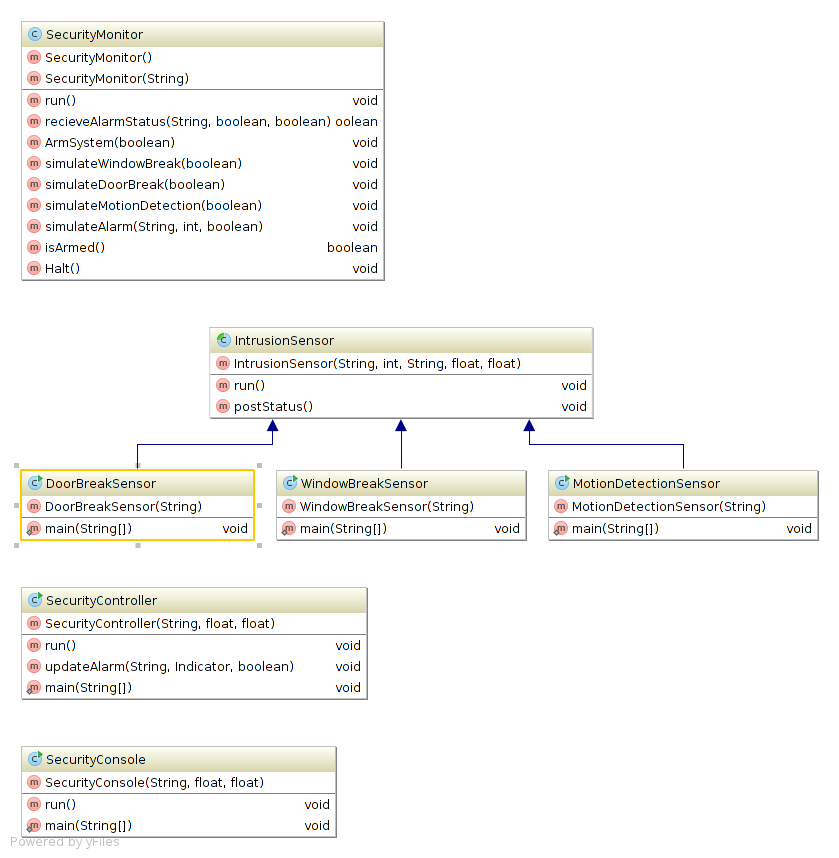 SecurityMonitor
SecurityMonitor()
SecurityMonitor(String)
run() void
recieveAlarmStatus(String, boolean, boolean) oolean
ArmSystem(boolean) void
simulateWindowBreak(boolean) void
simulateDoorBreak(boolean) void
simulateMotionDetection(boolean) void
simulateAlarm(String, int, boolean) void
isArmed() boolean
Halt() void
IntrusionSensor
IntrusionSensor(String, int, String, float, float)
run() void
postStatus() void
DoorBreakSensor
DoorBreakSensor(String)
main(String[]) void
WindowBreakSensor
WindowBreakSensor(String)
main(String[]) void
MotionDetectionSensor
MotionDetectionSensor(String)
main(String[]) void
SecurityController
SecurityController(String, float, float)
run() void
updateAlarm(String, Indicator, boolean) void
main(String[]) void
SecurityConsole
SecurityConsole(String, float, float)
run() void
main(String[]) void
Powered by yFiles